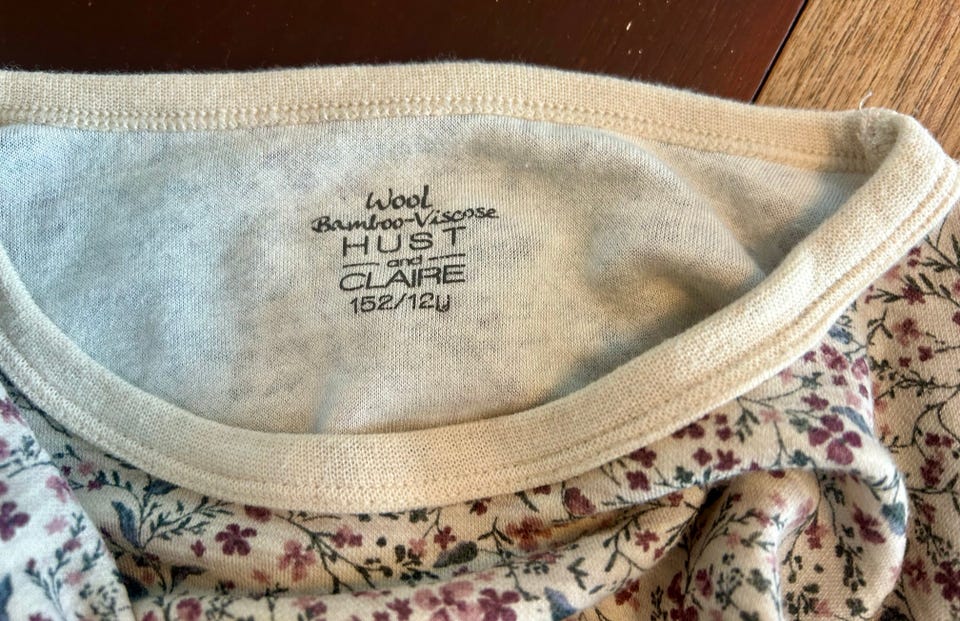 Wool
Bamboo-Viscose
HUST
and
CLAIRE
152/12y